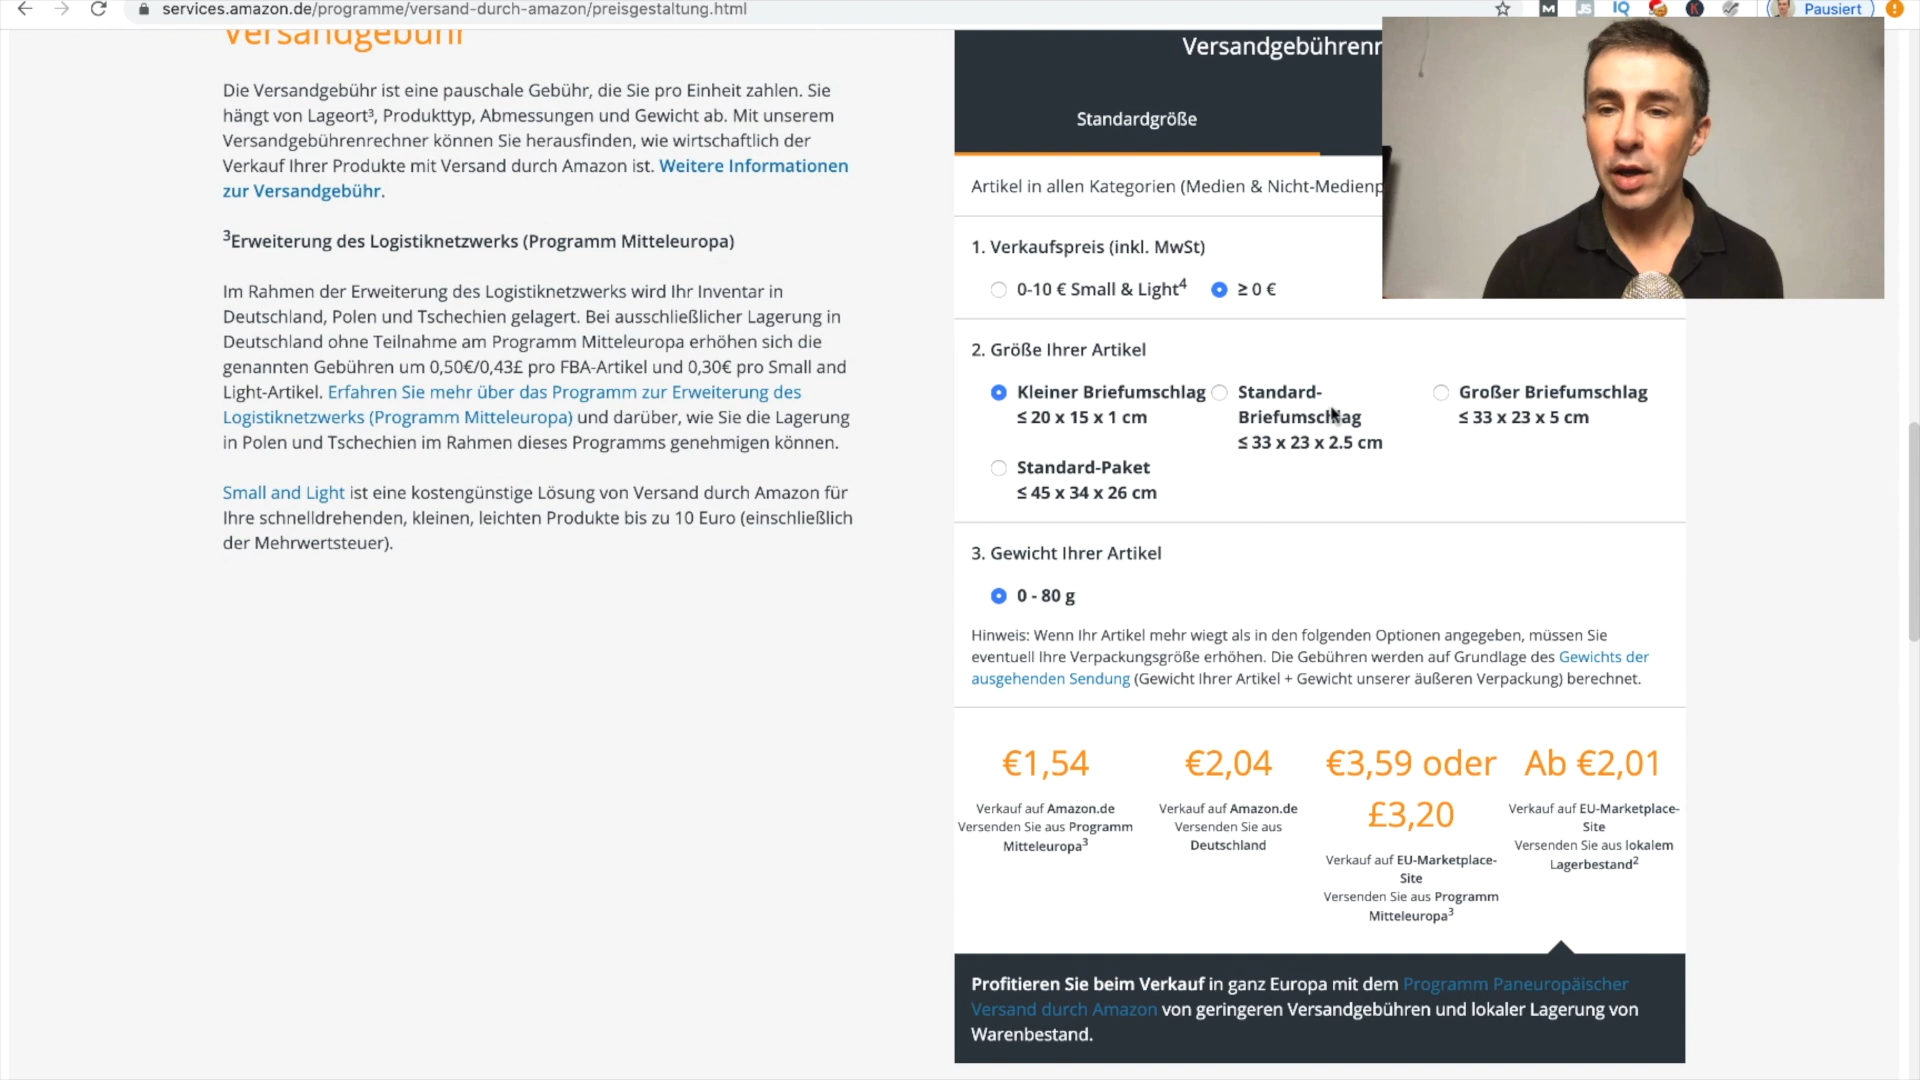 services.amazon.de/programme/versand-durch-amazon/preisgestaltung.html
Pausiert
Versandgebühr
Die Versandgebühr ist eine pauschale Gebühr, die Sie pro Einheit zahlen. Sie
hängt von Lageort³, Produkttyp, Abmessungen und Gewicht ab. Mit unserem
Versandgebührenrechner können Sie herausfinden, wie wirtschaftlich der
Verkauf Ihrer Produkte mit Versand durch Amazon ist. Weitere Informationen
zur Versandgebühr.
³Erweiterung des Logistiknetzwerks (Programm Mitteleuropa)
Im Rahmen der Erweiterung des Logistiknetzwerks wird Ihr Inventar in
Deutschland, Polen und Tschechien gelagert. Bei ausschließlicher Lagerung in
Deutschland ohne Teilnahme am Programm Mitteleuropa erhöhen sich die
genannten Gebühren um 0,50€/0,43£ pro FBA-Artikel und 0,30€ pro Small and
Light-Artikel. Erfahren Sie mehr über das Programm zur Erweiterung des
Logistiknetzwerks (Programm Mitteleuropa) und darüber, wie Sie die Lagerung
in Polen und Tschechien im Rahmen dieses Programms genehmigen können.
Small and Light ist eine kostengünstige Lösung von Versand durch Amazon für
Ihre schnelldrehenden, kleinen, leichten Produkte bis zu 10 Euro (einschließlich
der Mehrwertsteuer).
Versandgebührenr
Standardgröße
Artikel in allen Kategorien (Medien & Nicht-Medienp
1. Verkaufspreis (inkl. MwSt)
0-10 € Small & Light⁴ ≥ 0 €
2. Größe Ihrer Artikel
Kleiner Briefumschlag
≤ 20 x 15 x 1 cm
Standard-
Briefumschlag
≤ 33 x 23 x 2.5 cm
Großer Briefumschlag
≤ 33 x 23 x 5 cm
Standard-Paket
≤ 45 x 34 x 26 cm
3. Gewicht Ihrer Artikel
0 - 80 g
Hinweis: Wenn Ihr Artikel mehr wiegt als in den folgenden Optionen angegeben, müssen Sie
eventuell Ihre Verpackungsgröße erhöhen. Die Gebühren werden auf Grundlage des Gewichts der
ausgehenden Sendung (Gewicht Ihrer Artikel + Gewicht unserer äußeren Verpackung) berechnet.
€1,54
Verkauf auf Amazon.de
Versenden Sie aus Programm
Mitteleuropa³
€2,04
Verkauf auf Amazon.de
Versenden Sie aus
Deutschland
€3,59 oder
£3,20
Verkauf auf EU-Marketplace-
Site
Versenden Sie aus Programm
Mitteleuropa³
Ab €2,01
Verkauf auf EU-Marketplace-
Site
Versenden Sie aus lokalem
Lagerbestand²
Profitieren Sie beim Verkauf in ganz Europa mit dem Programm Paneuropäischer
Versand durch Amazon von geringeren Versandgebühren und lokaler Lagerung von
Warenbestand.